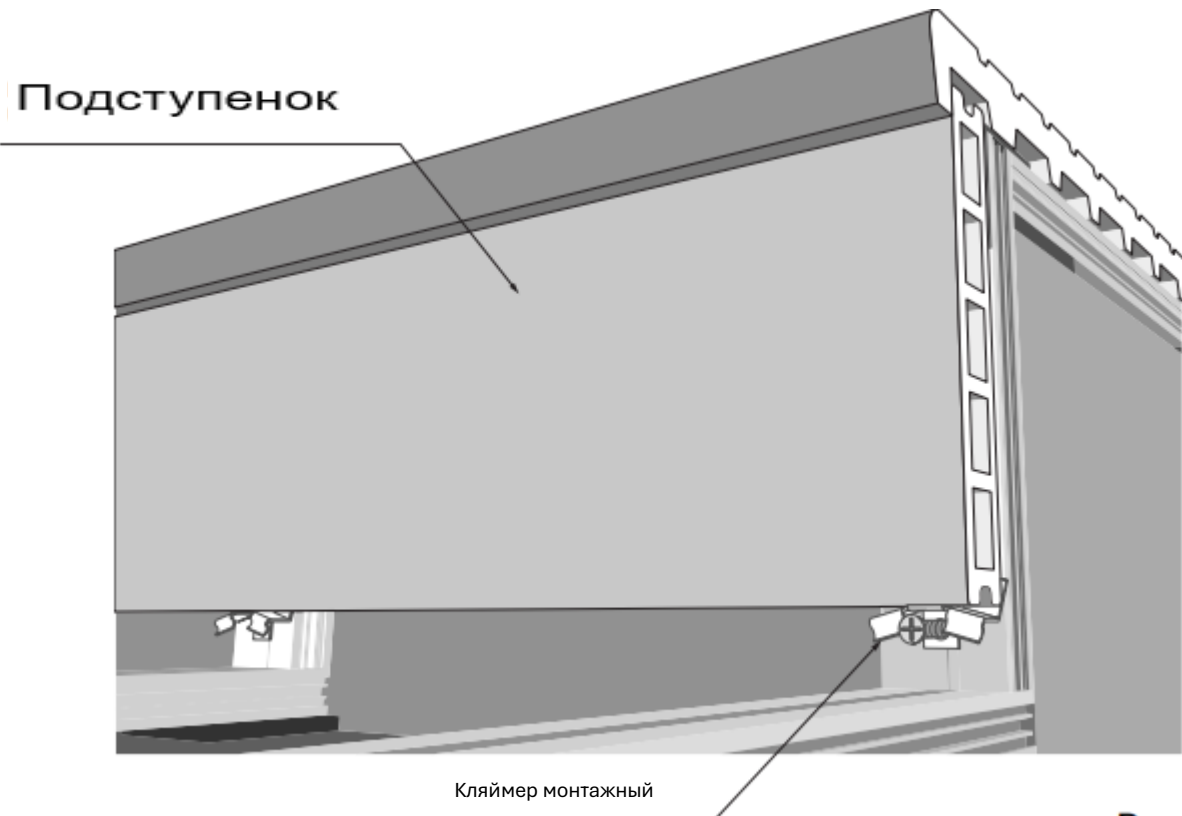 Подступенок
Кляймер монтажный